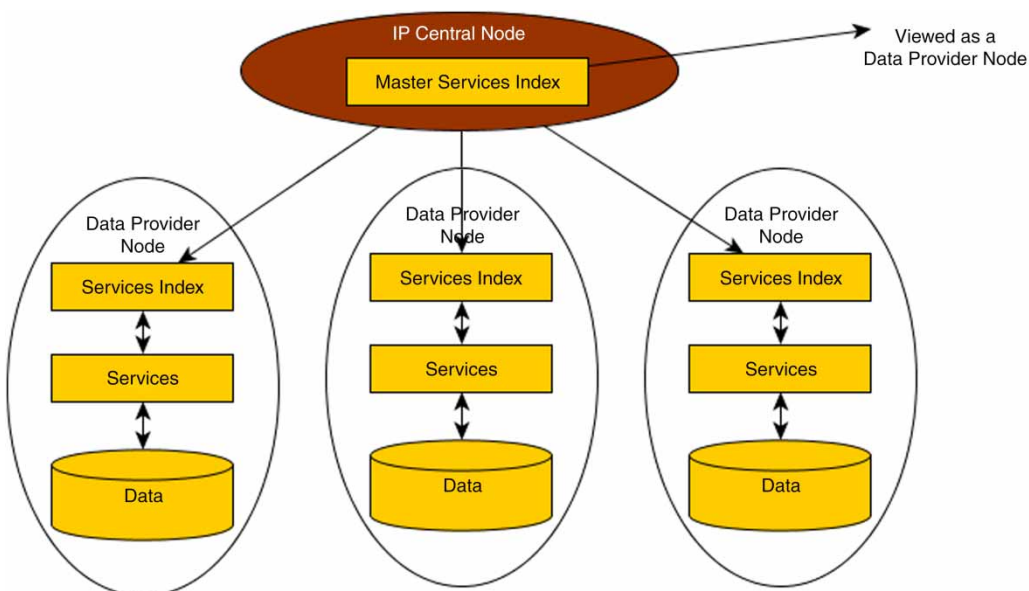 IP Central Node
Master Services Index
Viewed as a
Data Provider Node
Data Provider
Node
Services Index
Services
Data
Data Provider
Node
Services Index
Services
Data
Data Provider
Node
Services Index
Services
Data